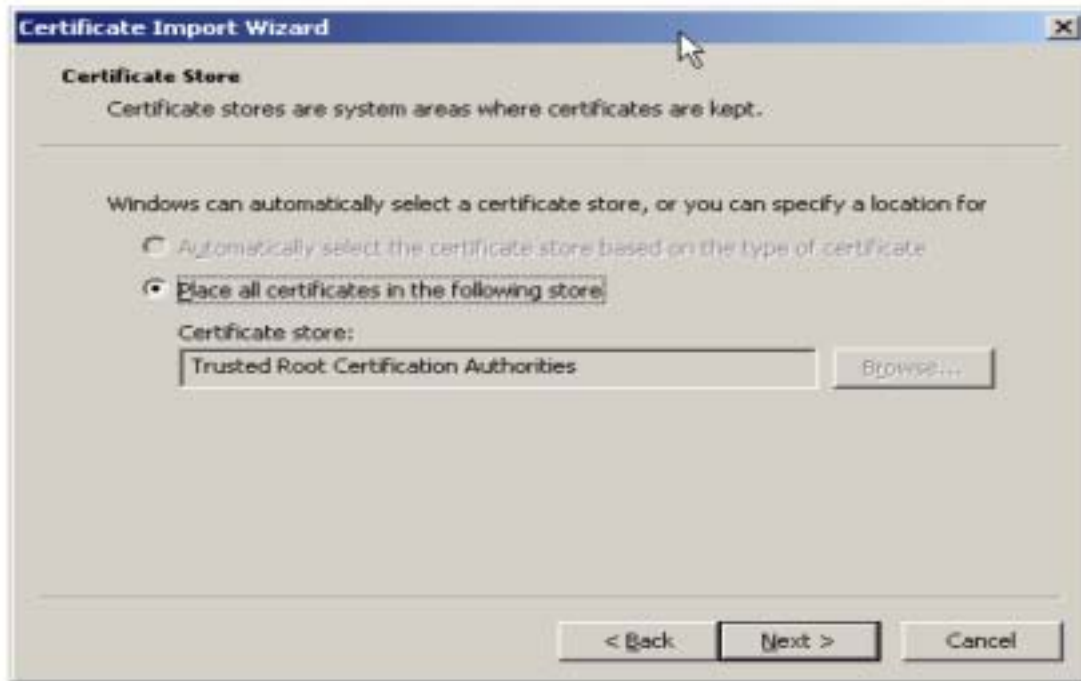 Certificate Import Wizard
Certificate Store
Certificate stores are system areas where certificates are kept.
Windows can automatically select a certificate store, or you can specify a location for
Automatically select the certificate store based on the type of certificate
Place all certificates in the following store
Certificate store:
Trusted Root Certification Authorities
Browse...
< Back
Next >
Cancel